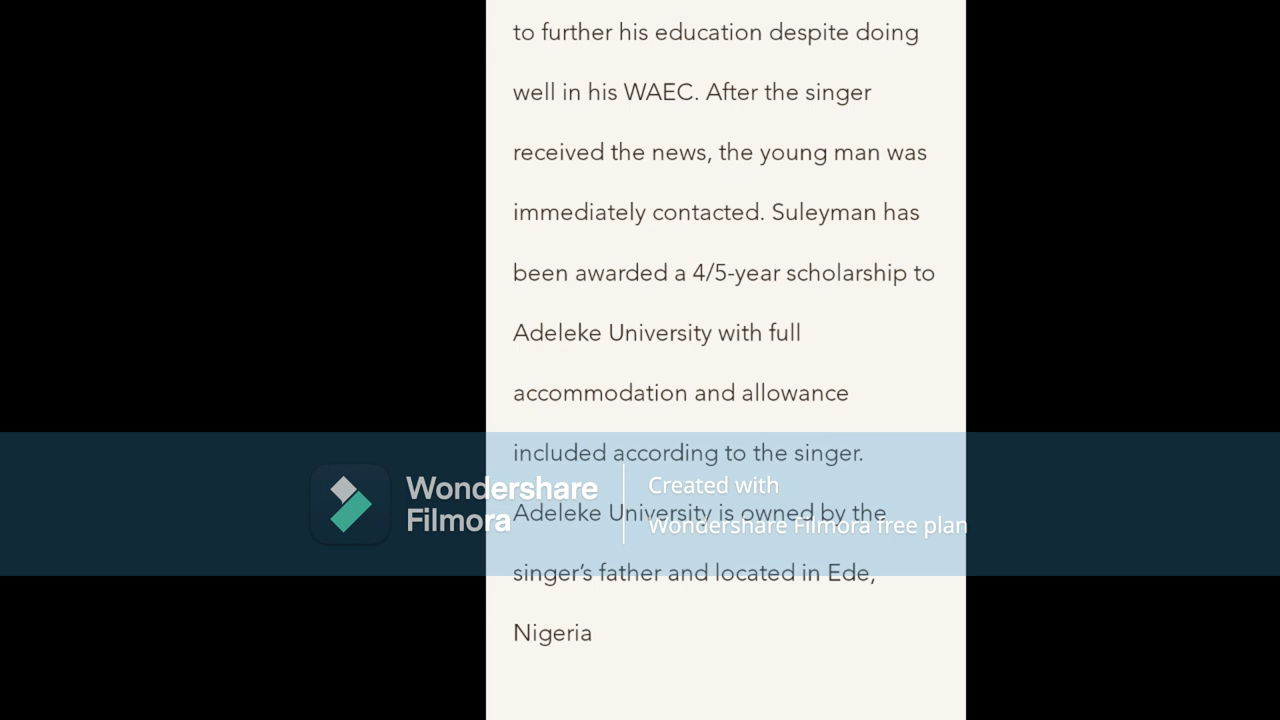 to further his education despite doing
well in his WAEC. After the singer
received the news, the young man was
immediately contacted. Suleyman has
been awarded a 4/5-year scholarship to
Adeleke University with full
accommodation and allowance
included according to the singer.
Adeleke University is owned by the
singer’s father and located in Ede,
Nigeria
Wondershare
Filmora
Created with
Wondershare Filmora free plan